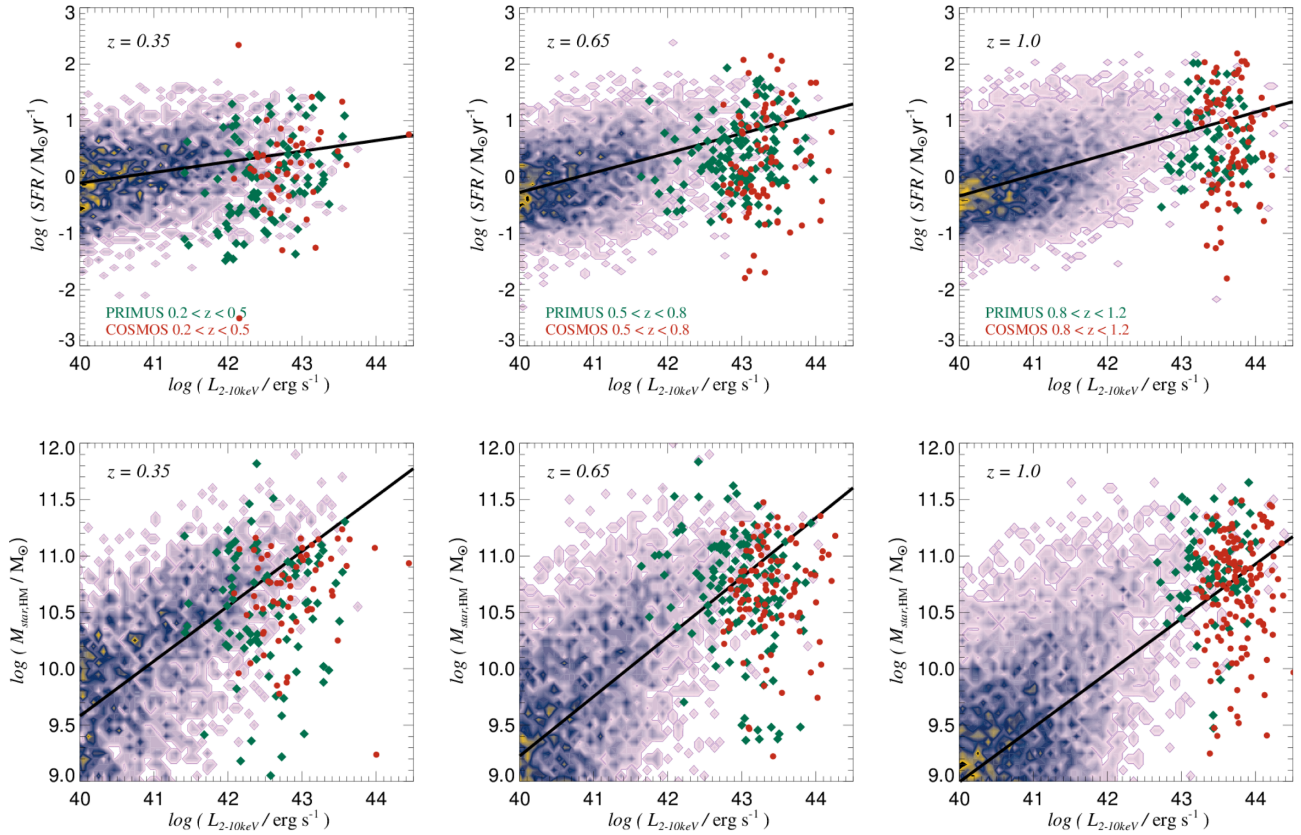 z = 0.35
3
2
1
0
-1
-2
-3
log ( SFR / M⊙yr⁻¹ )
PRIMUS 0.2 < z < 0.5
COSMOS 0.2 < z < 0.5
40 41 42 43 44
log ( L2-10keV / erg s⁻¹ )
z = 0.65
3
2
1
0
-1
-2
-3
log ( SFR / M⊙yr⁻¹ )
PRIMUS 0.5 < z < 0.8
COSMOS 0.5 < z < 0.8
40 41 42 43 44
log ( L2-10keV / erg s⁻¹ )
z = 1.0
3
2
1
0
-1
-2
-3
log ( SFR / M⊙yr⁻¹ )
PRIMUS 0.8 < z < 1.2
COSMOS 0.8 < z < 1.2
40 41 42 43 44
log ( L2-10keV / erg s⁻¹ )
z = 0.35
12.0
11.5
11.0
10.5
10.0
9.5
9.0
log ( Mstar,HM / M⊙ )
40 41 42 43 44
log ( L2-10keV / erg s⁻¹ )
z = 0.65
12.0
11.5
11.0
10.5
10.0
9.5
9.0
log ( Mstar,HM / M⊙ )
40 41 42 43 44
log ( L2-10keV / erg s⁻¹ )
z = 1.0
12.0
11.5
11.0
10.5
10.0
9.5
9.0
log ( Mstar,HM / M⊙ )
40 41 42 43 44
log ( L2-10keV / erg s⁻¹ )